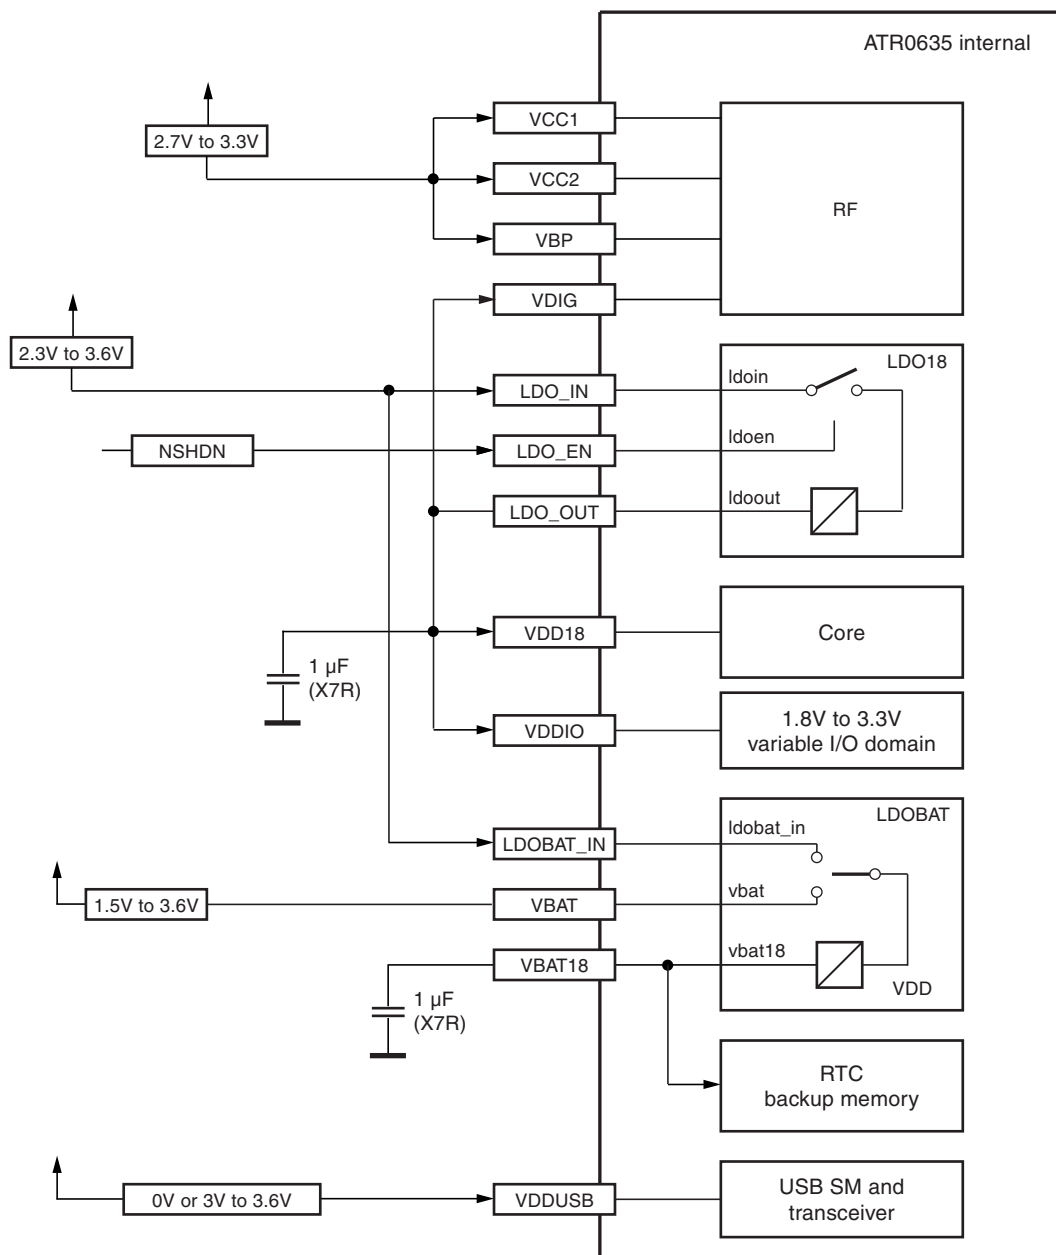 ATR0635 internal
2.7V to 3.3V
VCC1
VCC2
VBP
VDIG
RF
2.3V to 3.6V
LDO18
LDO_IN
ldoin
NSHDN
LDO_EN
ldoen
LDO_OUT
ldoout
VDD18
Core
1 µF
(X7R)
VDDIO
1.8V to 3.3V
variable I/O domain
LDOBAT
LDOBAT_IN
ldobat_in
1.5V to 3.6V
VBAT
vbat
VBAT18
vbat18
VDD
1 µF
(X7R)
RTC
backup memory
0V or 3V to 3.6V
VDDUSB
USB SM and
transceiver